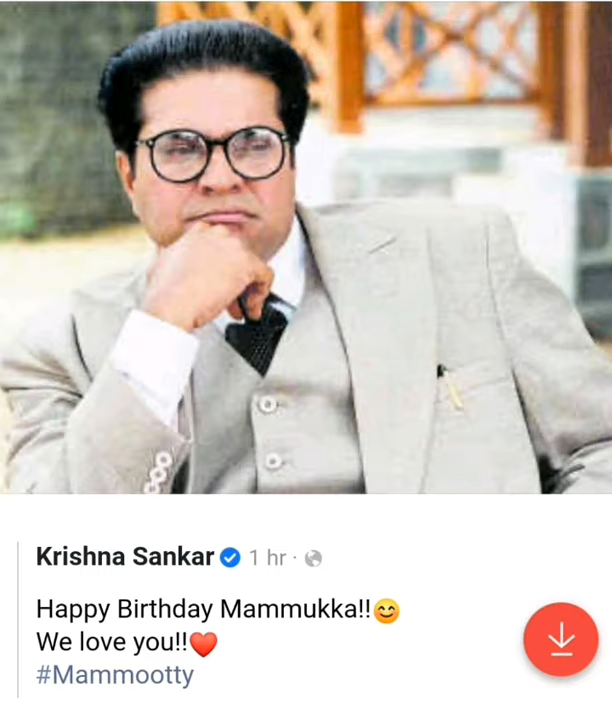 Krishna Sankar 1 hr ·
Happy Birthday Mammukka!!😊
We love you!!❤️
#Mammootty